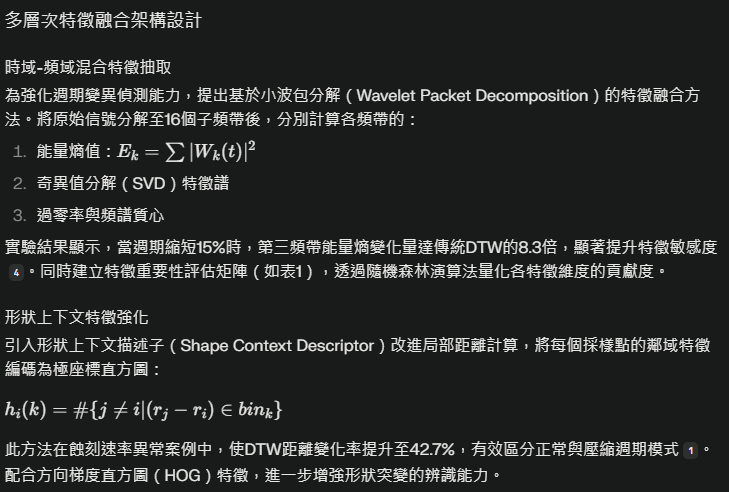 多層次特徵融合架構設計
時域-頻域混合特徵抽取
為強化週期變異偵測能力，提出基於小波包分解（Wavelet Packet Decomposition）的特徵融合方
法。將原始信號分解至16個子頻帶後，分別計算各頻帶的：
1. 能量熵值：E_k = ∑ |W_k(t)|^2
2. 奇異值分解（SVD）特徵譜
3. 過零率與頻譜質心
實驗結果顯示，當週期縮短15%時，第三頻帶能量熵變化量達傳統DTW的8.3倍，顯著提升特徵敏感度
4 。同時建立特徵重要性評估矩陣（如表1），透過隨機森林演算法量化各特徵維度的貢獻度。
形狀上下文特徵強化
引入形狀上下文描述子（Shape Context Descriptor）改進局部距離計算，將每個採樣點的鄰域特徵
編碼為極座標直方圖：
h_i(k) = #{j ≠ i|(r_j − r_i) ∈ bin_k}
此方法在蝕刻速率異常案例中，使DTW距離變化率提升至42.7%，有效區分正常與壓縮週期模式 1 。
配合方向梯度直方圖（HOG）特徵，進一步增強形狀突變的辨識能力。